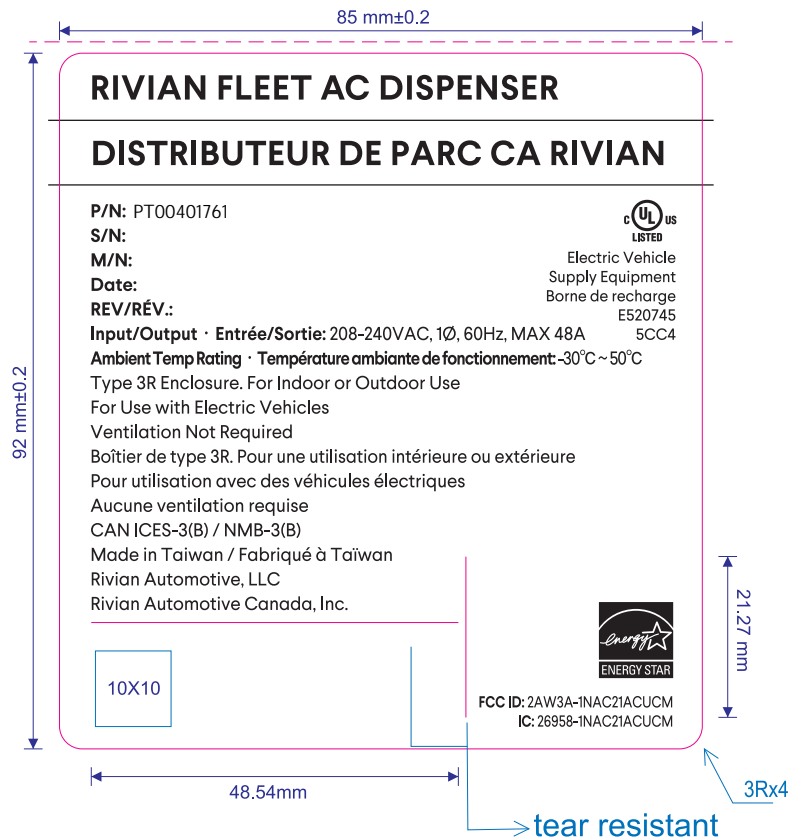 85 mm±0.2
RIVIAN FLEET AC DISPENSER
DISTRIBUTEUR DE PARC CA RIVIAN
P/N: PT00401761
S/N:
M/N:
Date:
REV/RÉV.:
C UL US
LISTED
Electric Vehicle
Supply Equipment
Borne de recharge
E520745
5CC4
Input/Output · Entrée/Sortie: 208-240VAC, 1Ø, 60Hz, MAX 48A
Ambient Temp Rating · Température ambiante de fonctionnement: -30°C ~ 50°C
Type 3R Enclosure. For Indoor or Outdoor Use
For Use with Electric Vehicles
Ventilation Not Required
Boîtier de type 3R. Pour une utilisation intérieure ou extérieure
Pour utilisation avec des véhicules électriques
Aucune ventilation requise
CAN ICES-3(B) / NMB-3(B)
Made in Taiwan / Fabriqué à Taïwan
Rivian Automotive, LLC
Rivian Automotive Canada, Inc.
92 mm±0.2
21.27 mm
energy
ENERGY STAR
10X10
FCC ID: 2AW3A-1NAC21ACUCM
IC: 26958-1NAC21ACUCM
48.54mm
3Rx4
tear resistant